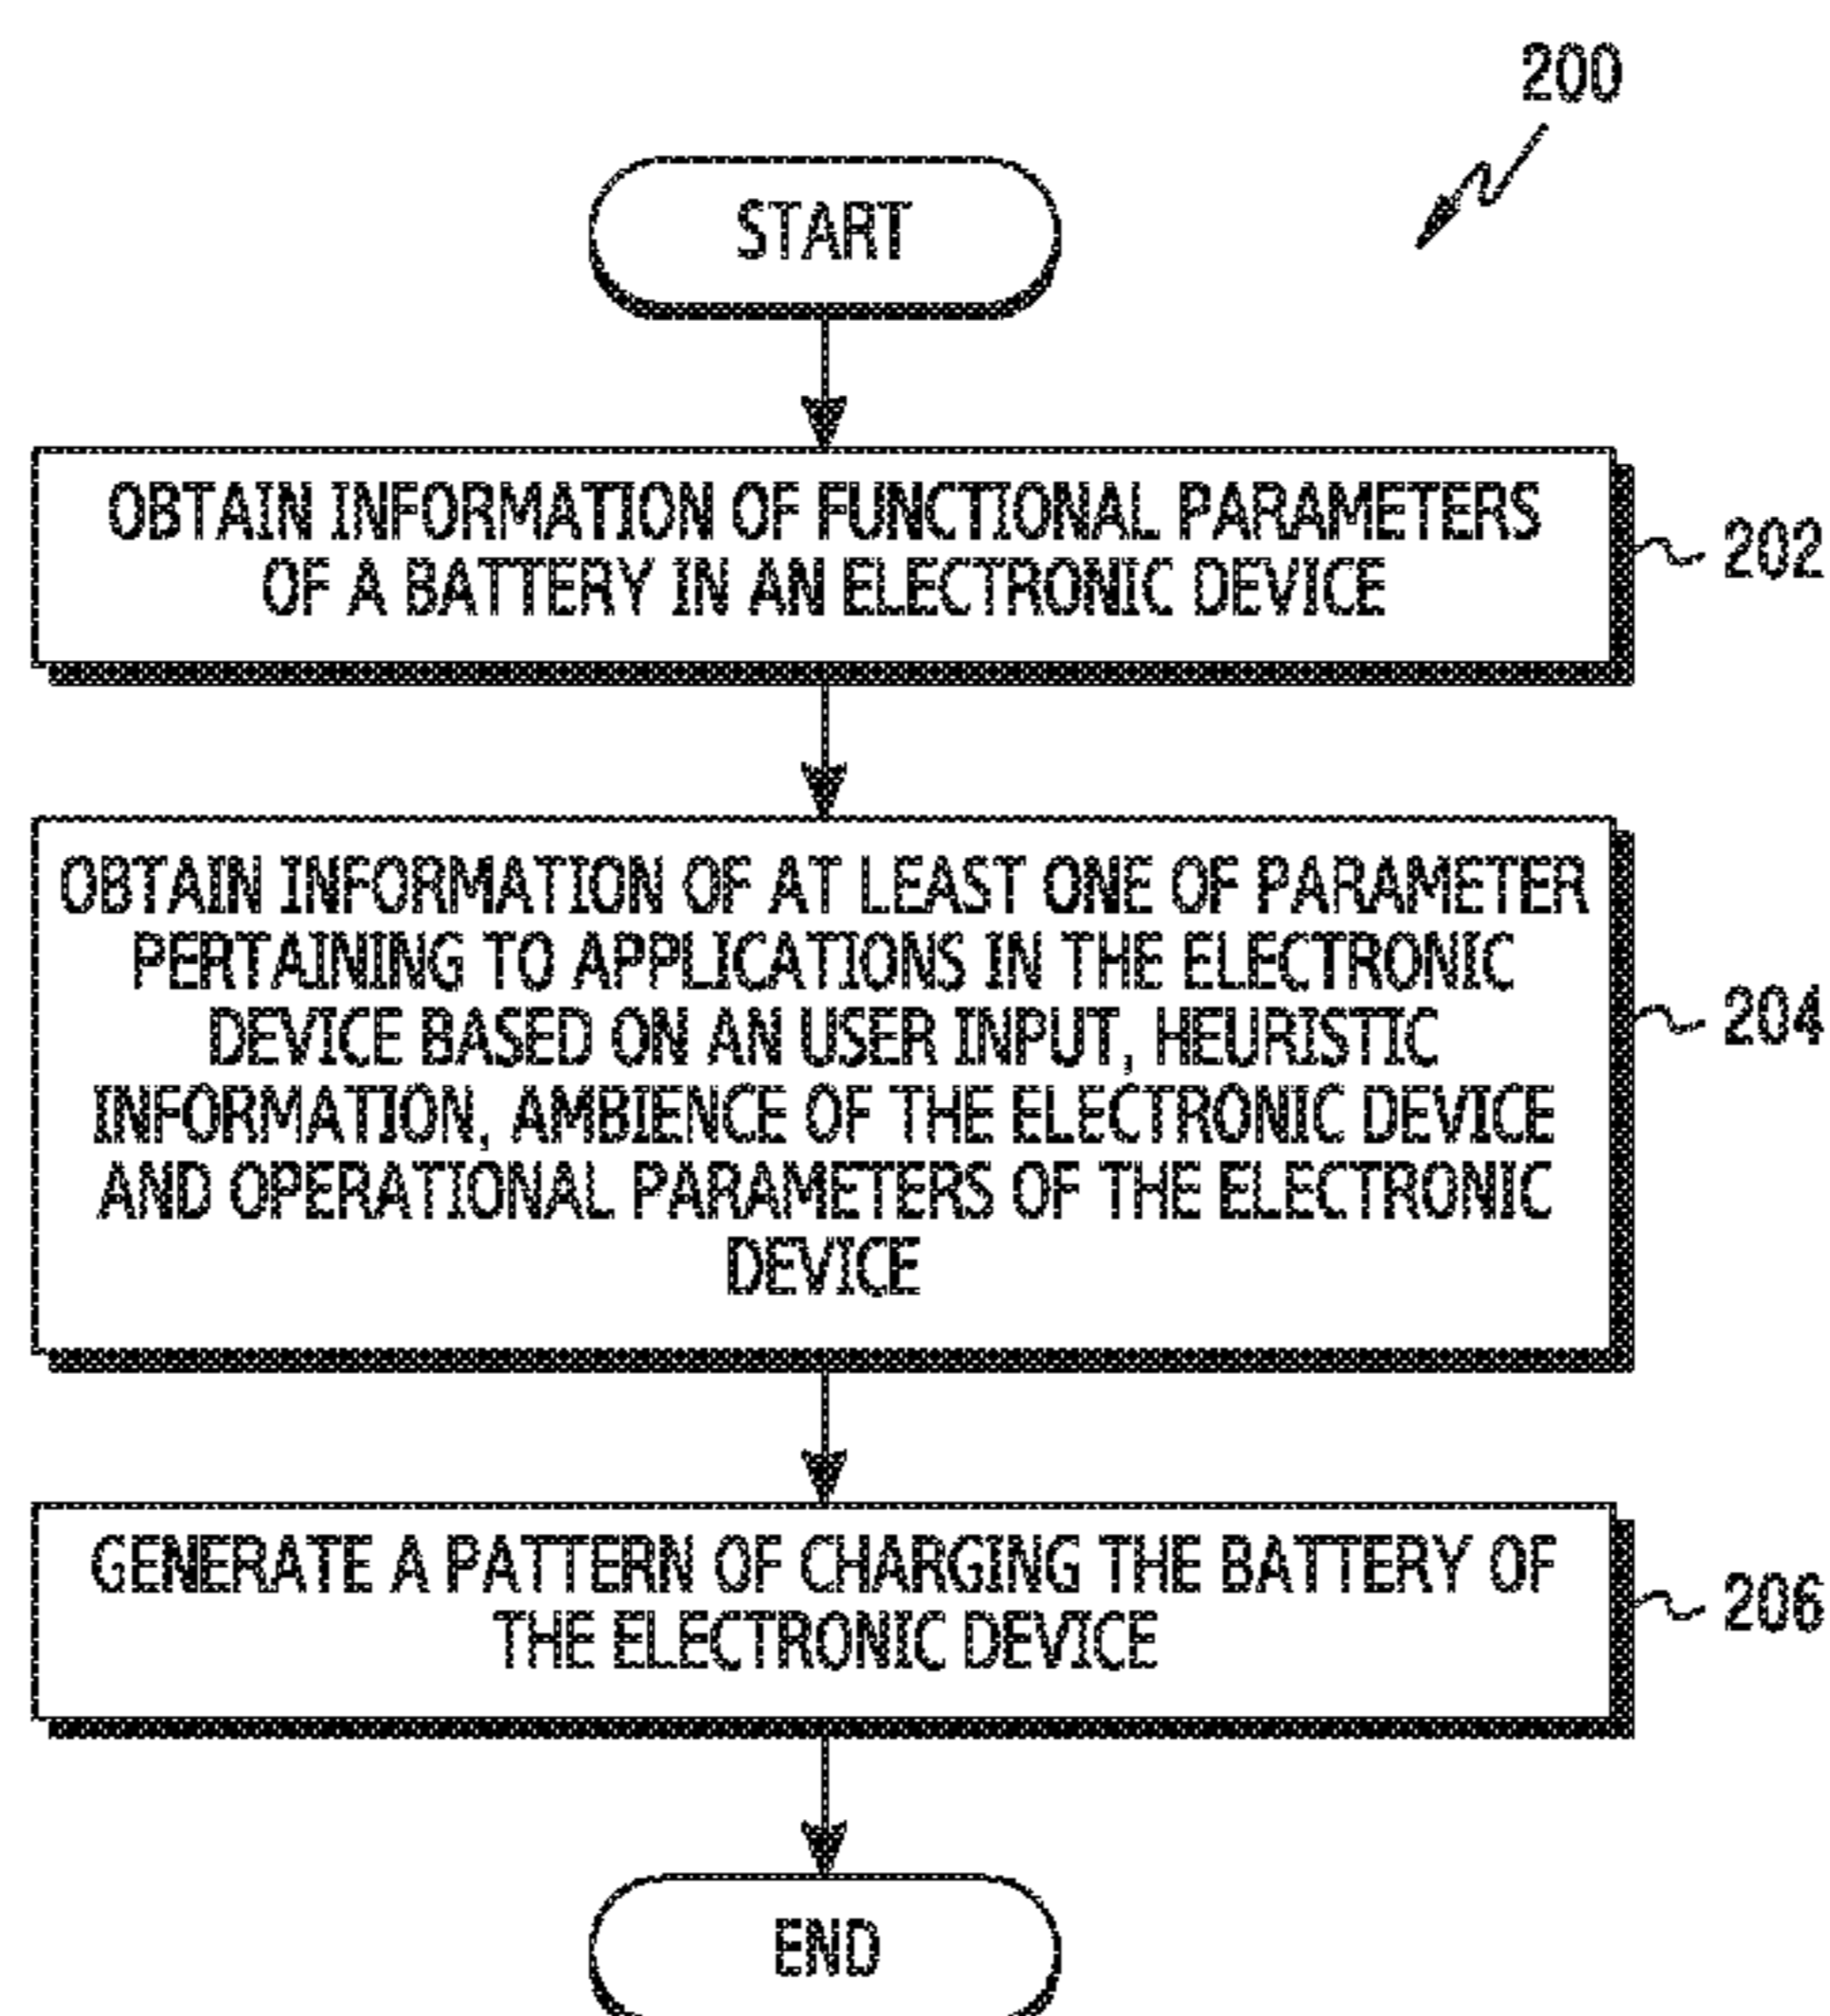 200
START
OBTAIN INFORMATION OF FUNCTIONAL PARAMETERS
OF A BATTERY IN AN ELECTRONIC DEVICE
202
OBTAIN INFORMATION OF AT LEAST ONE OF PARAMETER
PERTAINING TO APPLICATIONS IN THE ELECTRONIC
DEVICE BASED ON AN USER INPUT, HEURISTIC
INFORMATION, AMBIENCE OF THE ELECTRONIC DEVICE
AND OPERATIONAL PARAMETERS OF THE ELECTRONIC
DEVICE
204
GENERATE A PATTERN OF CHARGING THE BATTERY OF
THE ELECTRONIC DEVICE
206
END